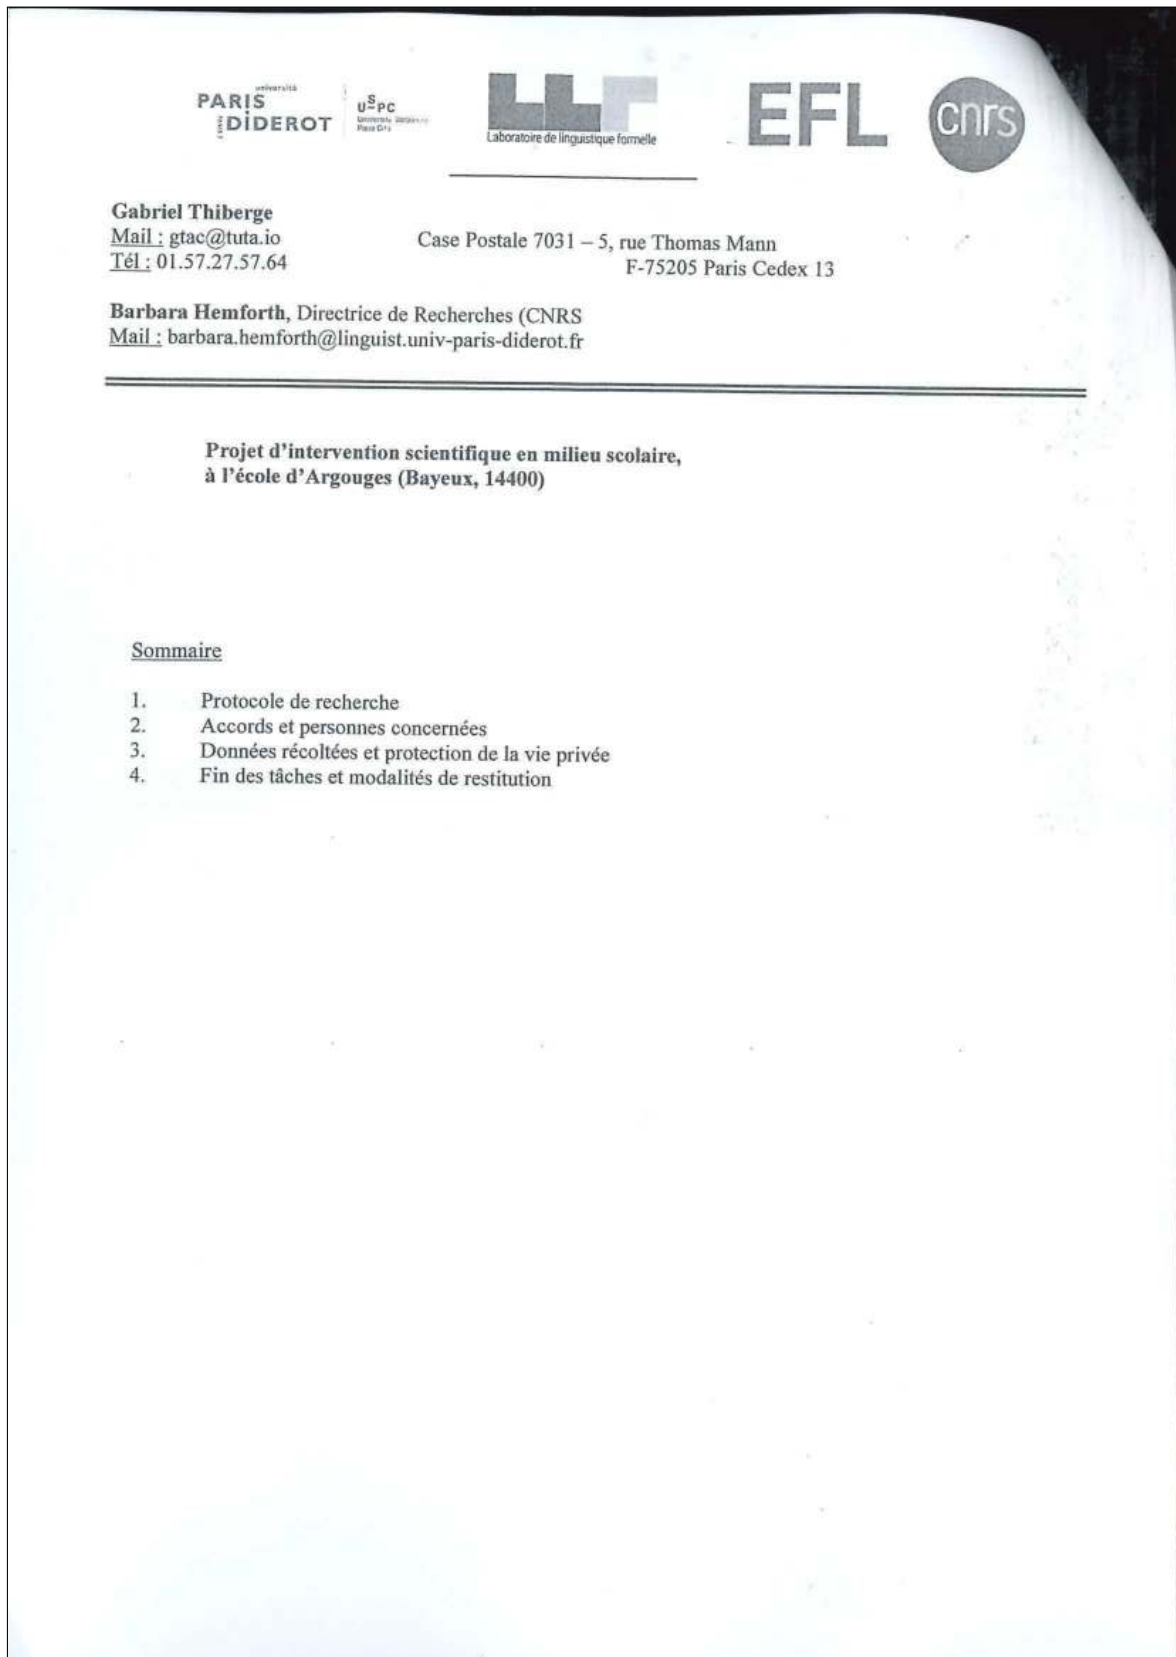 université
PARIS
DIDEROT
USPC
Laboratoire de linguistique formelle
EFL
cnrs
Gabriel Thiberge
Mail : gtac@tuta.io
Tél : 01.57.27.57.64
Case Postale 7031 – 5, rue Thomas Mann
F-75205 Paris Cedex 13
Barbara Hemforth, Directrice de Recherches (CNRS
Mail : barbara.hemforth@linguist.univ-paris-diderot.fr
Projet d'intervention scientifique en milieu scolaire,
à l'école d'Argouges (Bayeux, 14400)
Sommaire
1. Protocole de recherche
2. Accords et personnes concernées
3. Données récoltées et protection de la vie privée
4. Fin des tâches et modalités de restitution